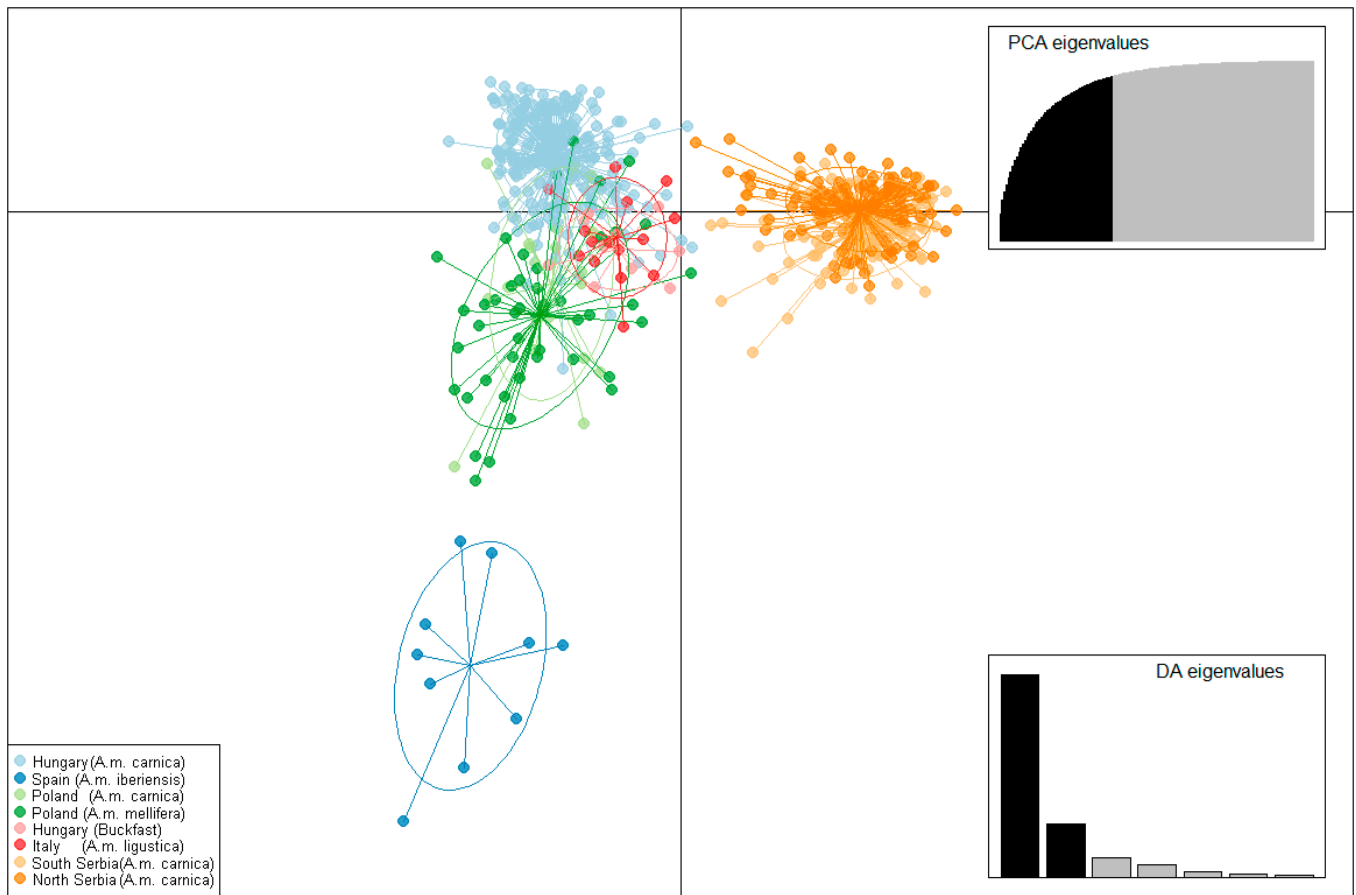 PCA eigenvalues
DA eigenvalues
Hungary (A.m. carnica)
Spain (A.m. iberiensis)
Poland (A.m. carnica)
Poland (A.m. mellifera)
Hungary (Buckfast)
Italy (A.m. ligustica)
South Serbia(A.m. carnica)
North Serbia (A.m. carnica)